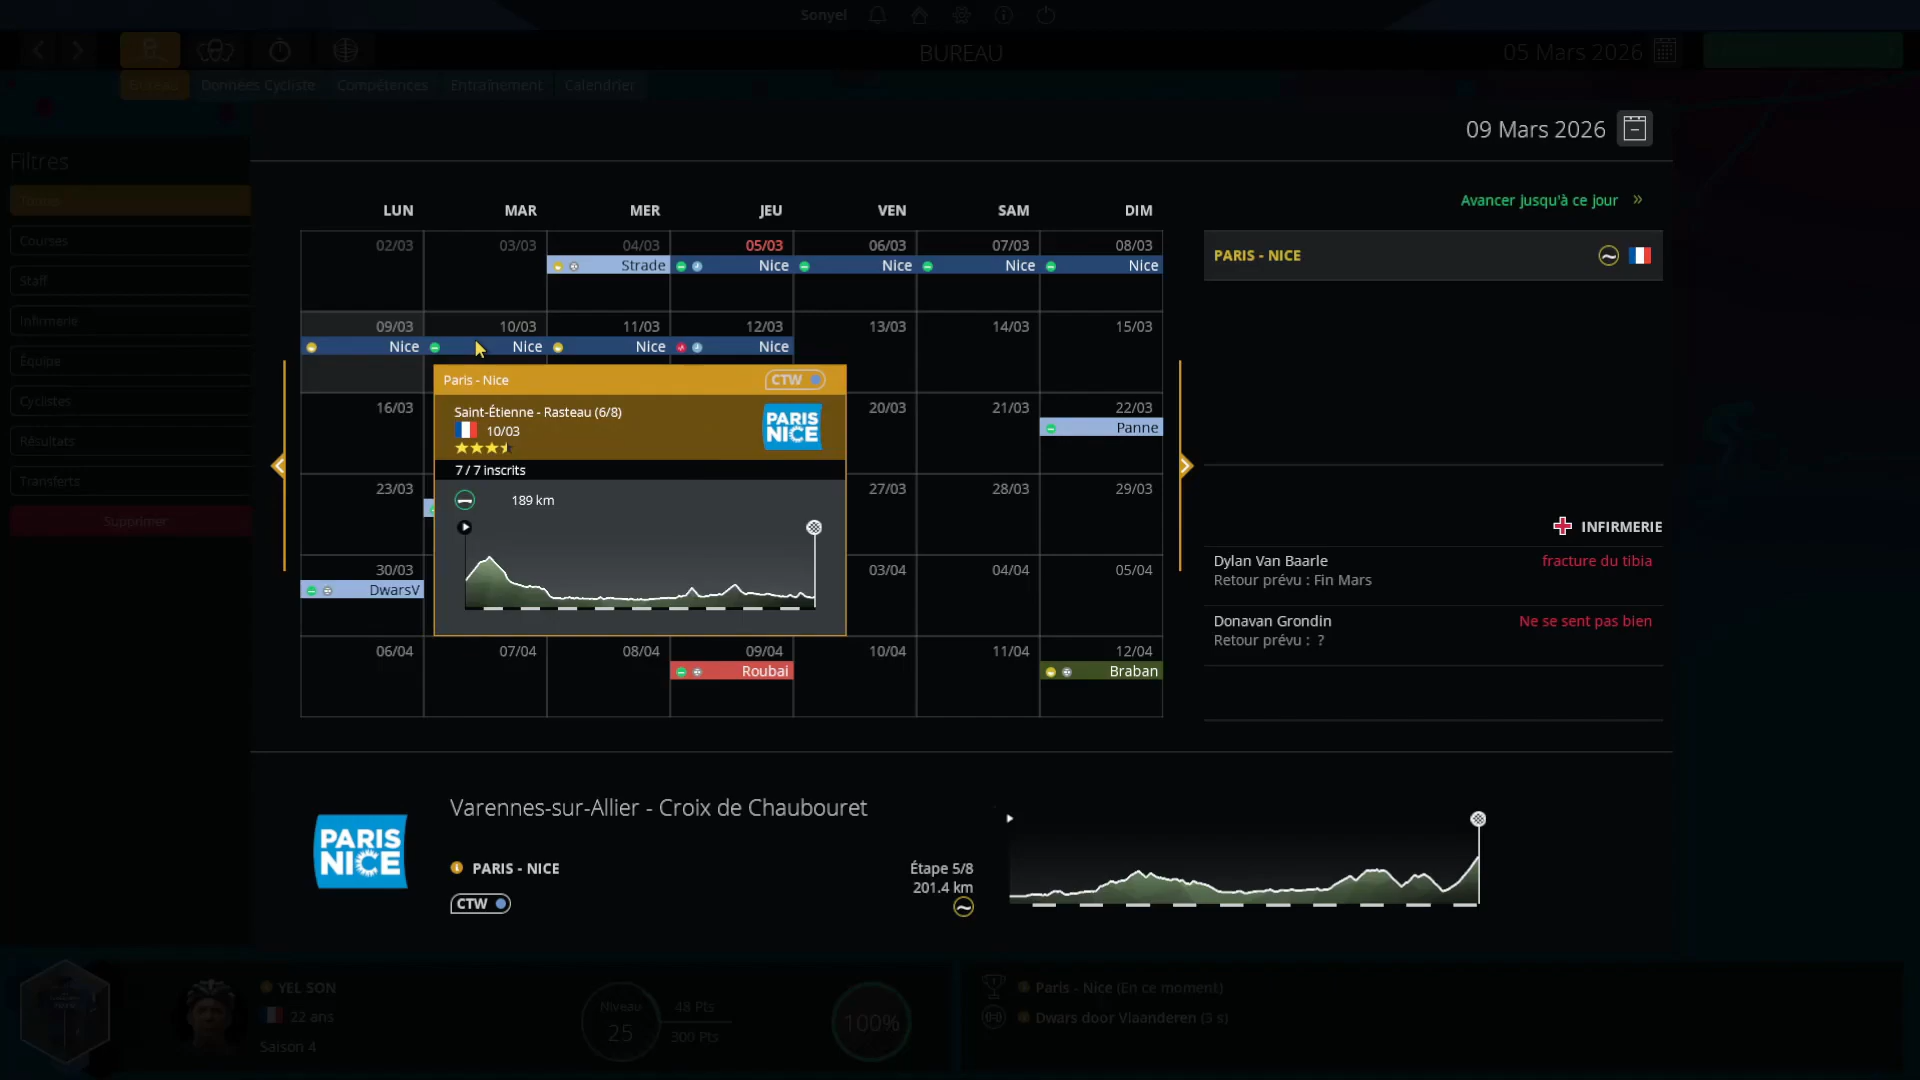 Sonyel
BUREAU
05 Mars 2026
Bureau
Données Cycliste
Compétences
Entraînement
Calendrier
09 Mars 2026
Filtres
Toutes
Courses
Staff
Infirmerie
Équipe
Cyclistes
Résultats
Transferts
Supprimer
LUN MAR MER JEU VEN SAM DIM
02/03 03/03 04/03 05/03 06/03 07/03 08/03
Strade Nice Nice Nice Nice
09/03 10/03 11/03 12/03 13/03 14/03 15/03
Nice Nice Nice Nice
16/03 20/03 21/03 22/03
Panne
23/03 27/03 28/03 29/03
30/03 03/04 04/04 05/04
DwarsV
06/04 07/04 08/04 09/04 10/04 11/04 12/04
Roubai Braban
Paris - Nice
CTW
Saint-Étienne - Rasteau (6/8)
10/03
PARIS
NICE
7 / 7 inscrits
189 km
Avancer jusqu'à ce jour »
PARIS - NICE
INFIRMERIE
Dylan Van Baarle fracture du tibia
Retour prévu : Fin Mars
Donavan Grondin Ne se sent pas bien
Retour prévu : ?
PARIS
NICE
Varennes-sur-Allier - Croix de Chaubouret
PARIS - NICE
CTW
Étape 5/8
201.4 km
YEL SON
22 ans
Saison 4
Niveau
25
48 Pts
300 Pts
100%
Paris - Nice (En ce moment)
Dwars door Vlaanderen (3 s)